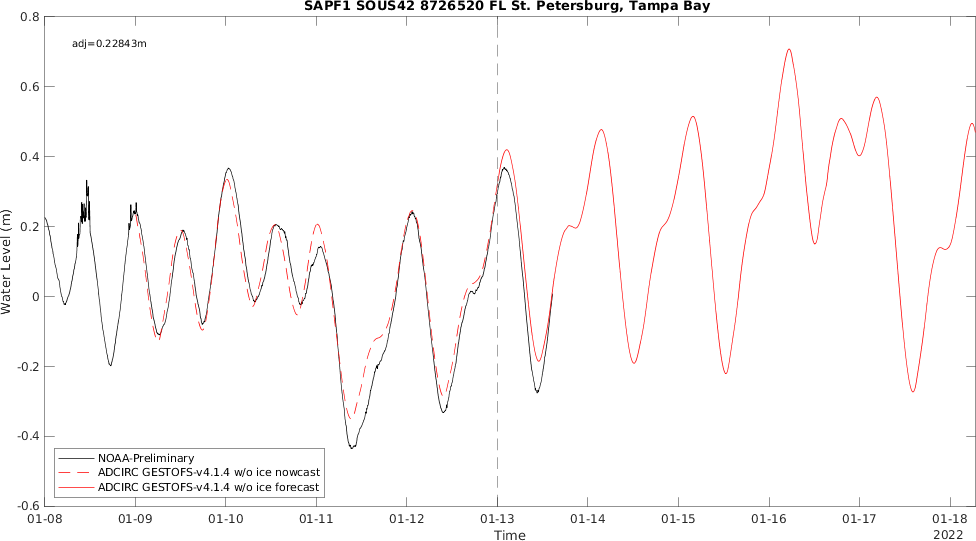 SAPF1 SOUS42 8726520 FL St. Petersburg, Tampa Bay
adj=0.22843m
Water Level (m)
0.8
0.6
0.4
0.2
0
-0.2
-0.4
-0.6
NOAA-Preliminary
ADCIRC GESTOFS-v4.1.4 w/o ice nowcast
ADCIRC GESTOFS-v4.1.4 w/o ice forecast
01-08 01-09 01-10 01-11 01-12 01-13 01-14 01-15 01-16 01-17 01-18
Time
2022